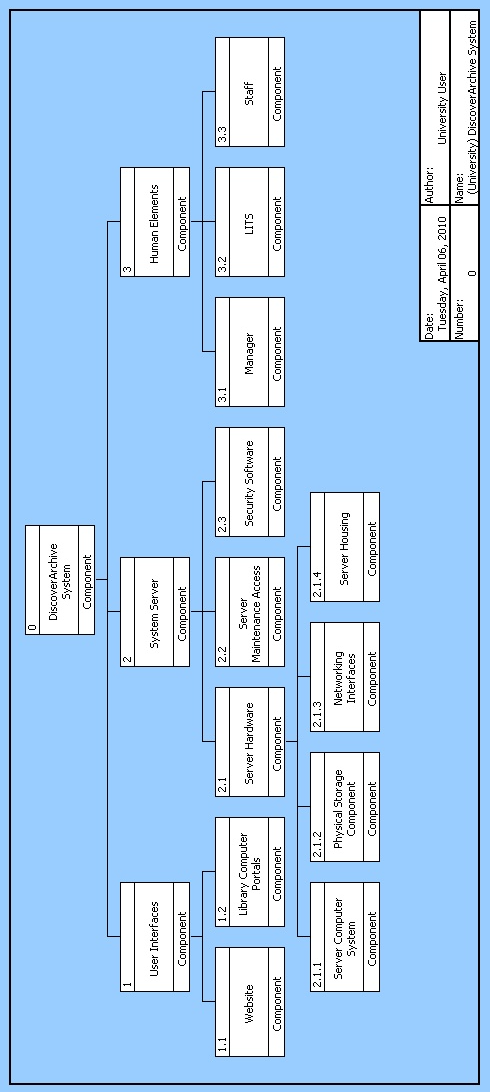 0
DiscoverArchive
System
Component
1
User Interfaces
Component
2
System Server
Component
3
Human Elements
Component
1.1
Website
Component
1.2
Library Computer
Portals
Component
2.1
Server Hardware
Component
2.2
Server
Maintenance Access
Component
2.3
Security Software
Component
3.1
Manager
Component
3.2
LITS
Component
3.3
Staff
Component
2.1.1
Server Computer
System
Component
2.1.2
Physical Storage
Component
Component
2.1.3
Networking
Interfaces
Component
2.1.4
Server Housing
Component
Date:
Tuesday, April 06, 2010
Author:
University User
Number:
0
Name:
(University) DiscoverArchive System